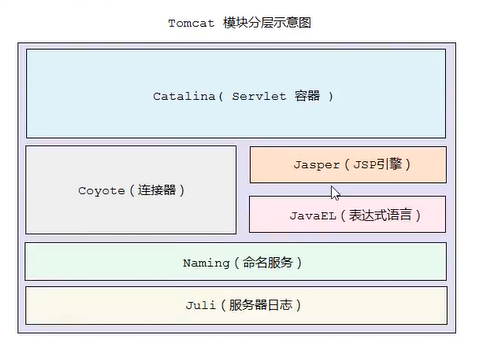 Tomcat 模块分层示意图
Catalina( Servlet 容器 )
Coyote（连接器）
Jasper（JSP引擎）
JavaEL（表达式语言）
Naming（命名服务）
Juli（服务器日志）